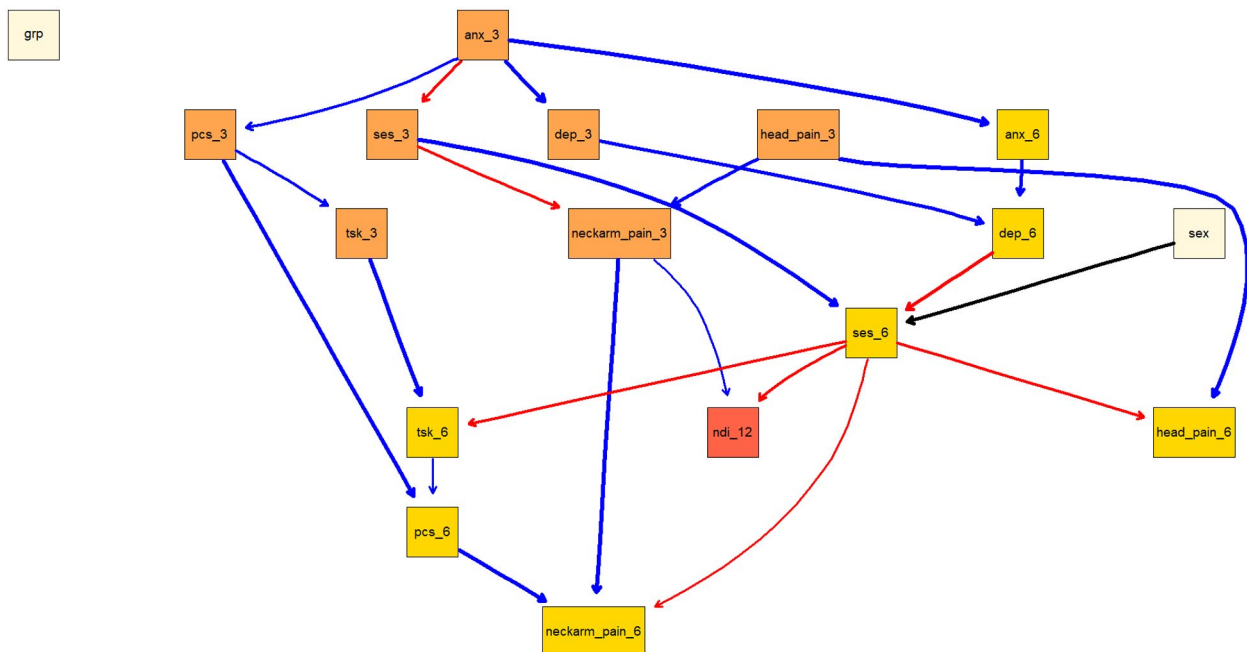 grp
anx_3
pcs_3
ses_3
dep_3
head_pain_3
anx_6
tsk_3
neckarm_pain_3
dep_6
sex
ses_6
tsk_6
ndi_12
head_pain_6
pcs_6
neckarm_pain_6